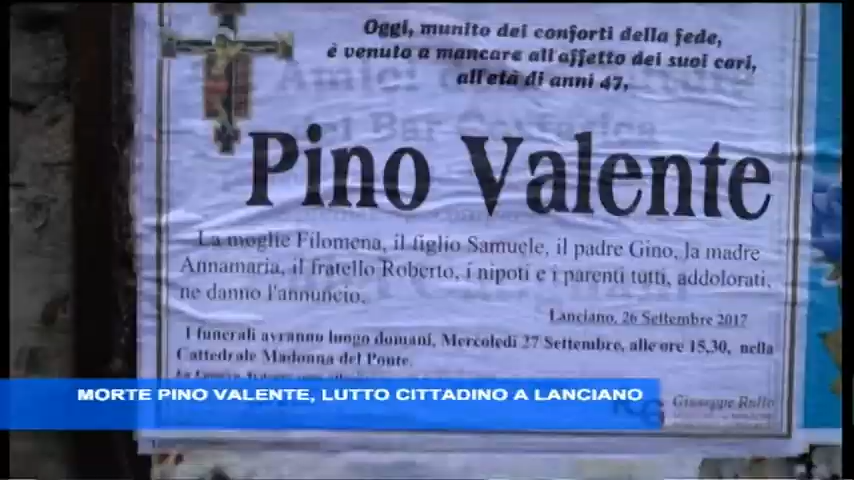 Oggi, munito dei conforti della fede,
è venuto a mancare all'affetto dei suoi cari,
all'età di anni 47,
Pino Valente
La moglie Filomena, il figlio Samuele, il padre Gino, la madre
Annamaria, il fratello Roberto, i nipoti e i parenti tutti, addolorati,
ne danno l'annuncio.
Lanciano, 26 Settembre 2017
I funerali avranno luogo domani, Mercoledì 27 Settembre, alle ore 15,30, nella
Cattedrale Madonna del Ponte.
MORTE PINO VALENTE, LUTTO CITTADINO A LANCIANO
Giuseppe Rullo